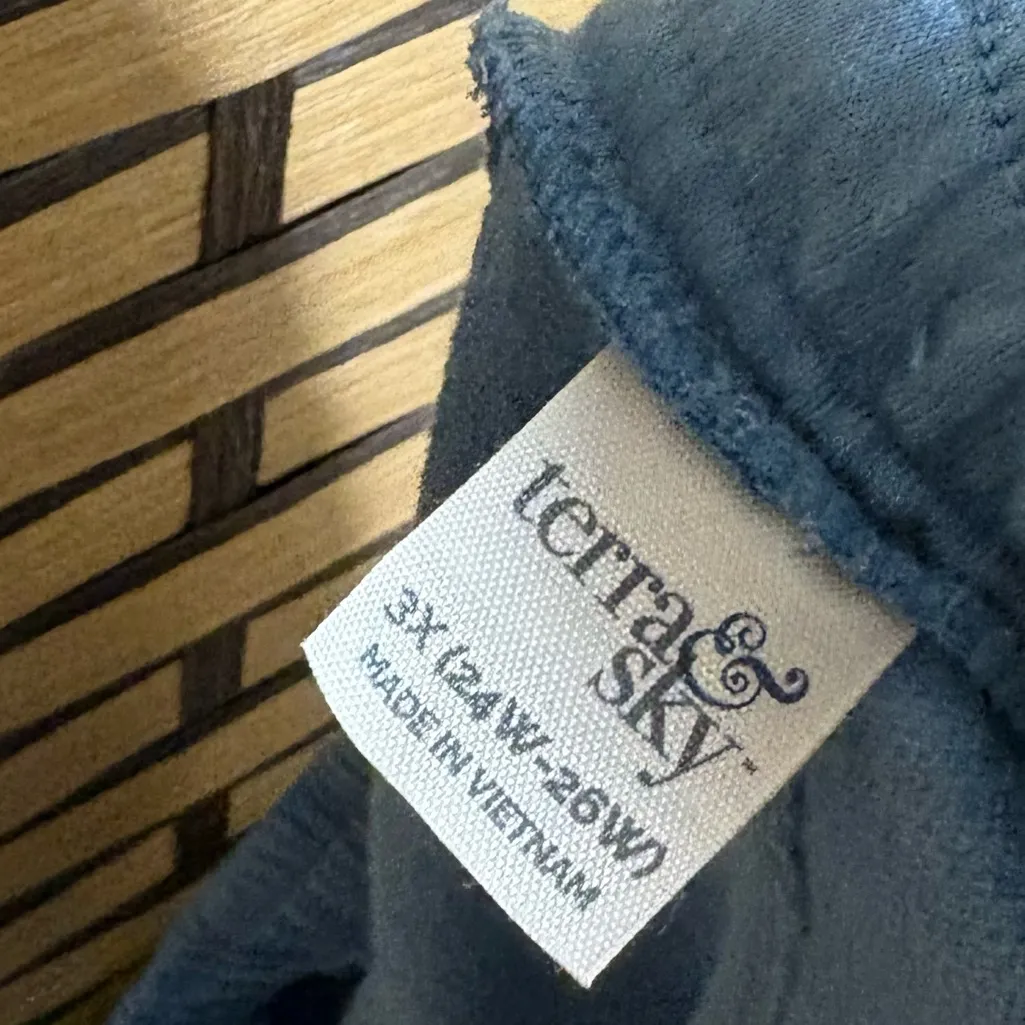 terra &
sky™
3X (24W-26W)
MADE IN VIETNAM